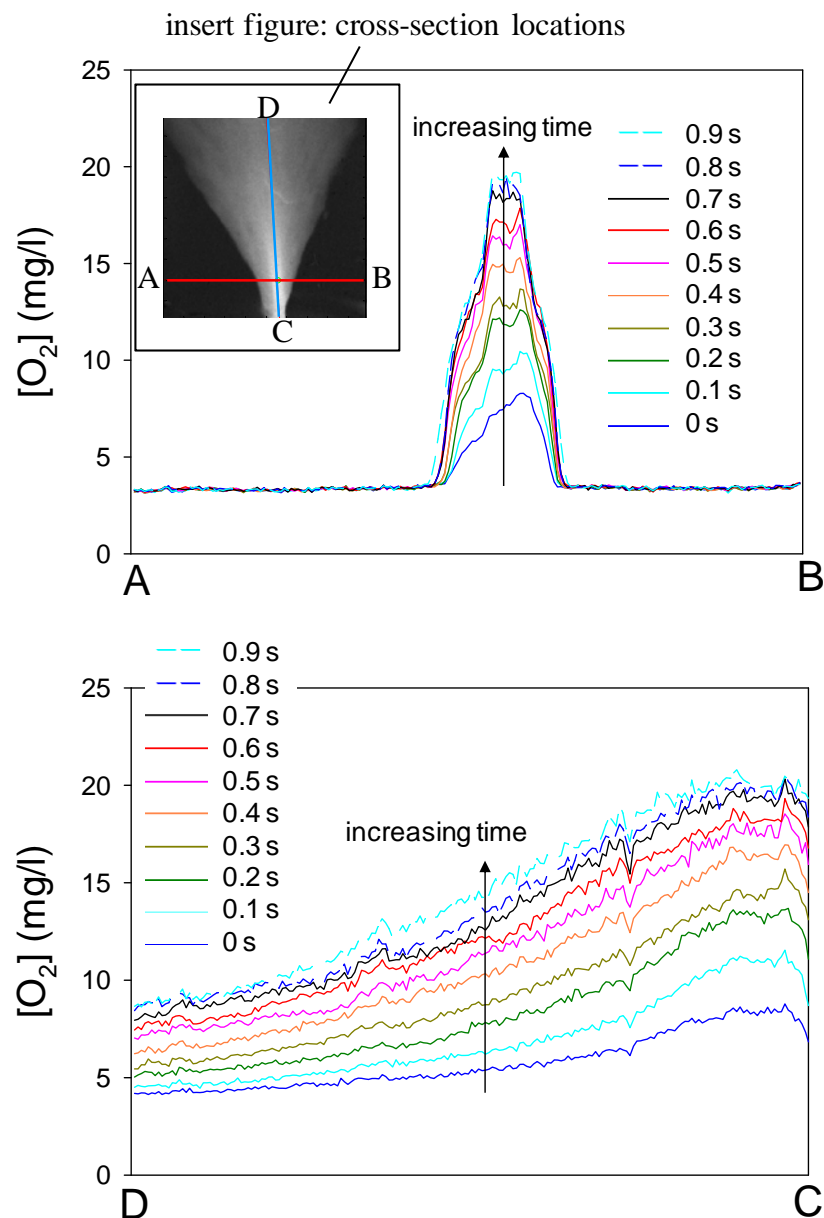 insert figure: cross-section locations
25
20
15
10
5
0
[O₂] (mg/l)
D
A
B
C
increasing time
0.9 s
0.8 s
0.7 s
0.6 s
0.5 s
0.4 s
0.3 s
0.2 s
0.1 s
0 s
A
B
0.9 s
0.8 s
0.7 s
0.6 s
0.5 s
0.4 s
0.3 s
0.2 s
0.1 s
0 s
25
20
15
10
5
0
[O₂] (mg/l)
increasing time
D
C